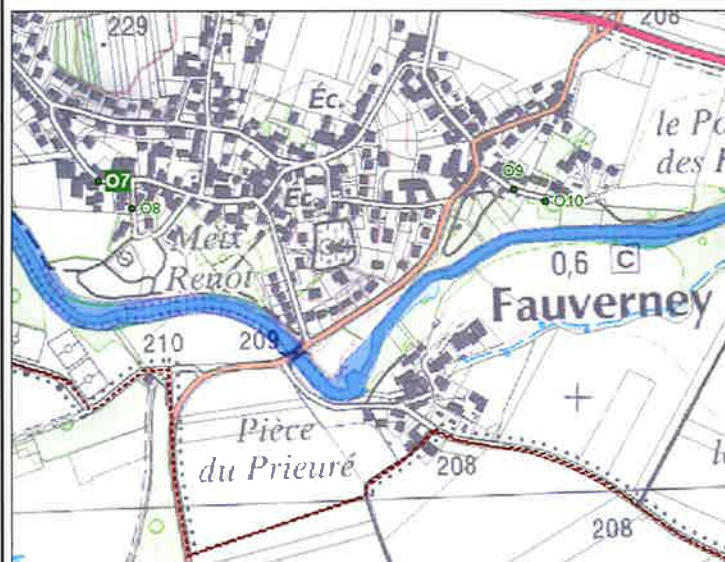 229
208
Éc.
le P
des
O9
O7
O8
O10
Éc.
Meix
Renot
0,6 C
Fauverney
210
209
Pièce
du Prieuré
208
208